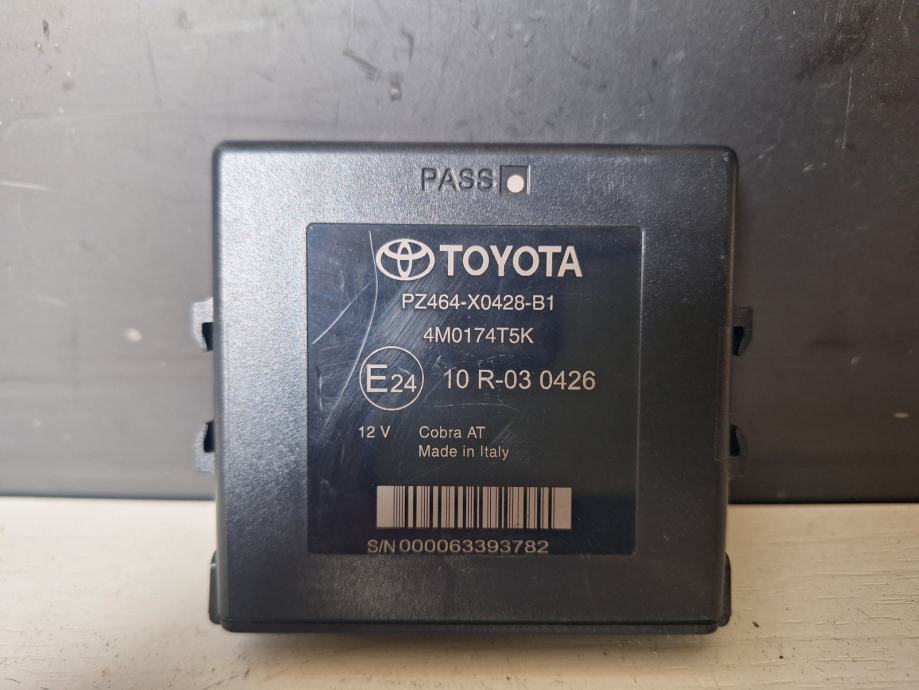 PASS
TOYOTA
PZ464-X0428-B1
4M0174T5K
E24 10 R-03 0426
12 V Cobra AT
Made in Italy
S/N 000063393782